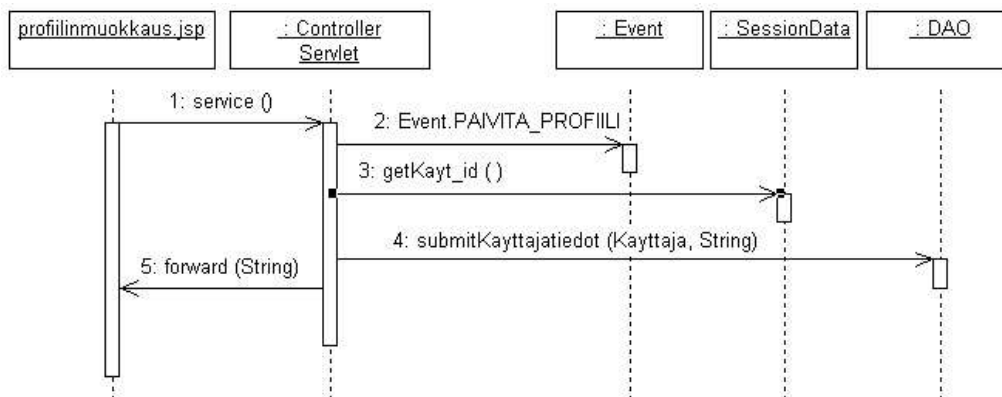 profiilinmuokkaus.jsp
: Controller
Servlet
: Event
: SessionData
: DAO
1: service ()
2: Event.PAIVITA_PROFIILI
3: getKayt_id ( )
4: submitKayttajatiedot (Kayttaja, String)
5: forward (String)